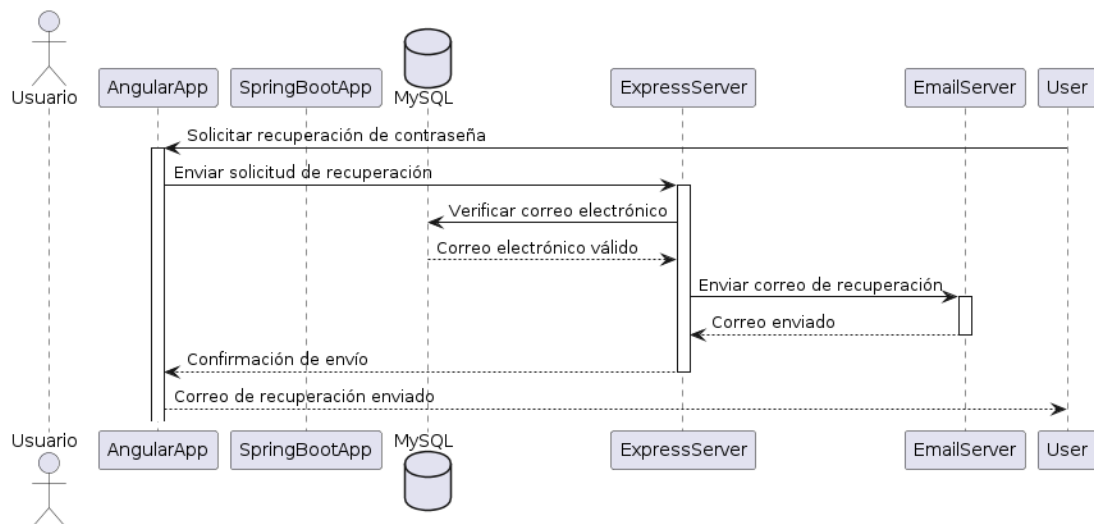 Usuario
AngularApp
SpringBootApp
MySQL
ExpressServer
EmailServer
User
Solicitar recuperación de contraseña
Enviar solicitud de recuperación
Verificar correo electrónico
Correo electrónico válido
Enviar correo de recuperación
Correo enviado
Confirmación de envío
Correo de recuperación enviado
Usuario
AngularApp
SpringBootApp
MySQL
ExpressServer
EmailServer
User